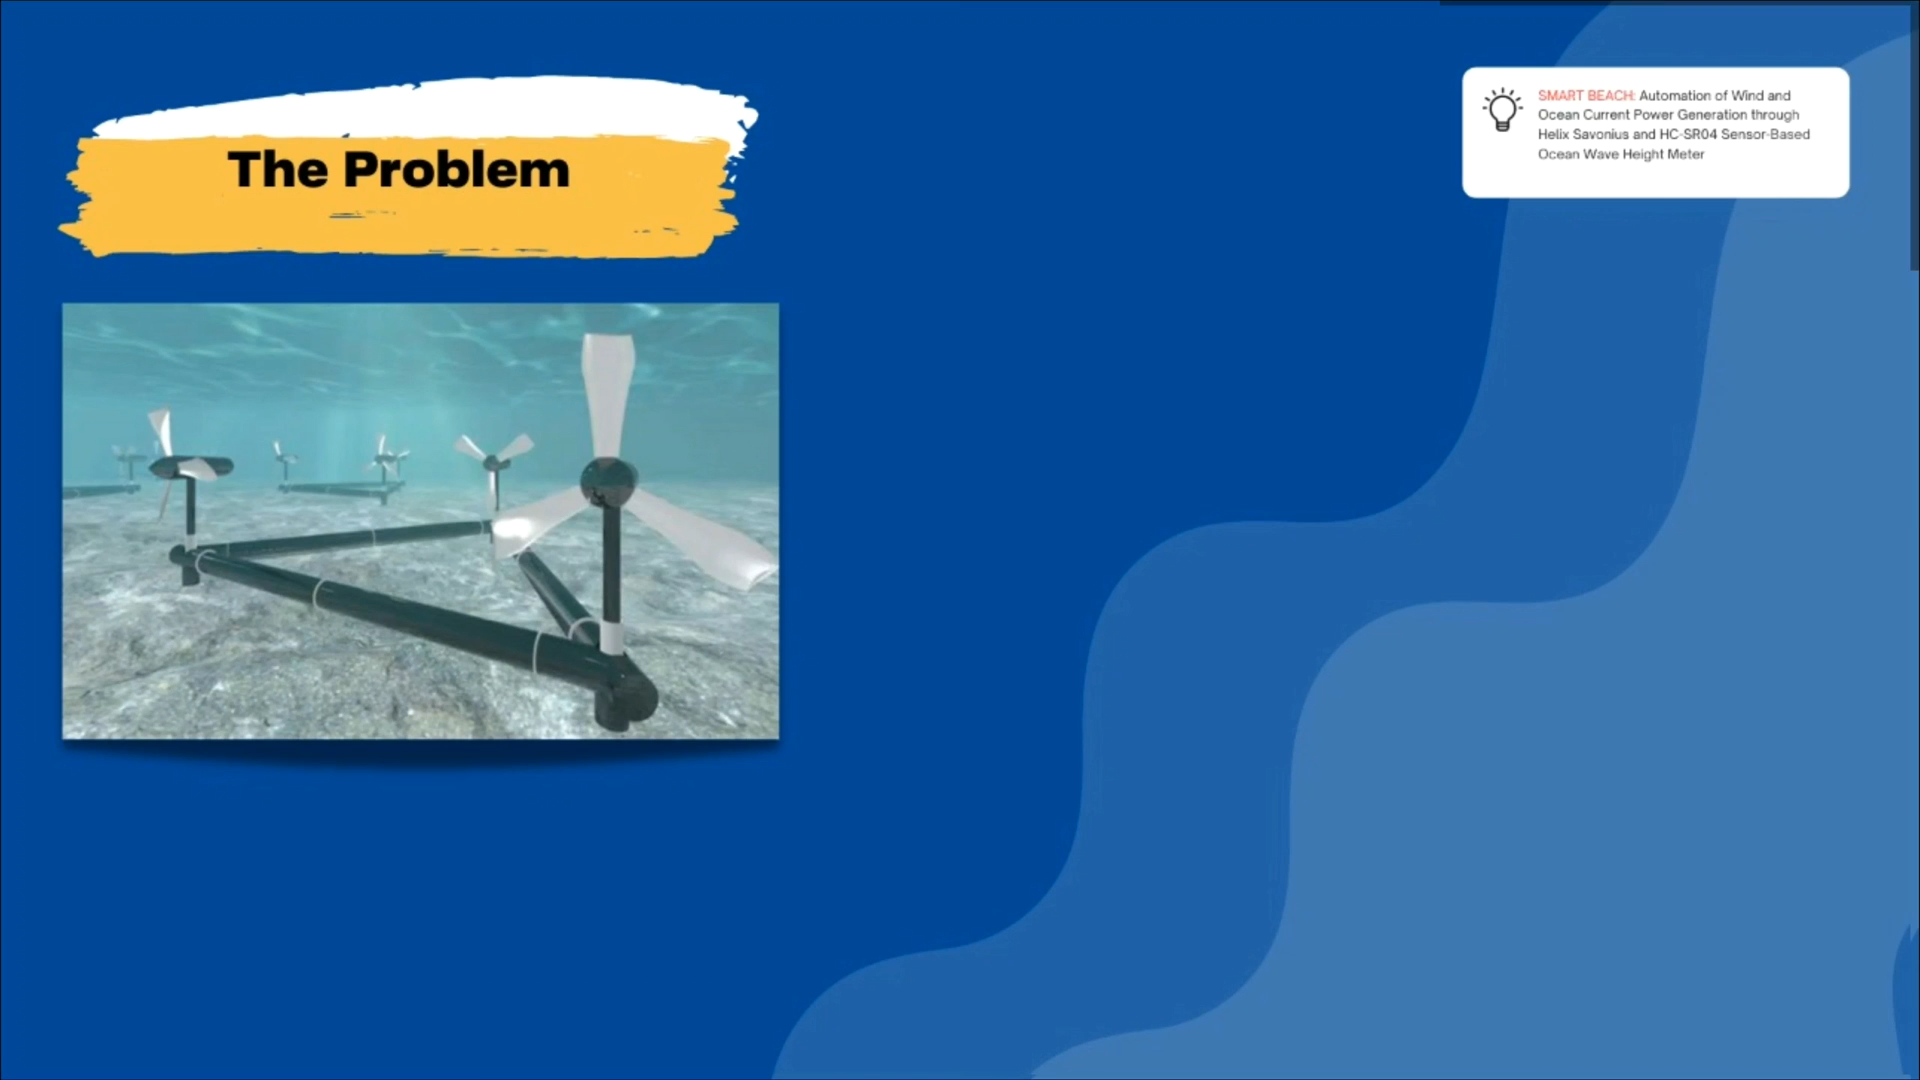 The Problem
SMART BEACH: Automation of Wind and
Ocean Current Power Generation through
Helix Savonius and HC-SR04 Sensor-Based
Ocean Wave Height Meter